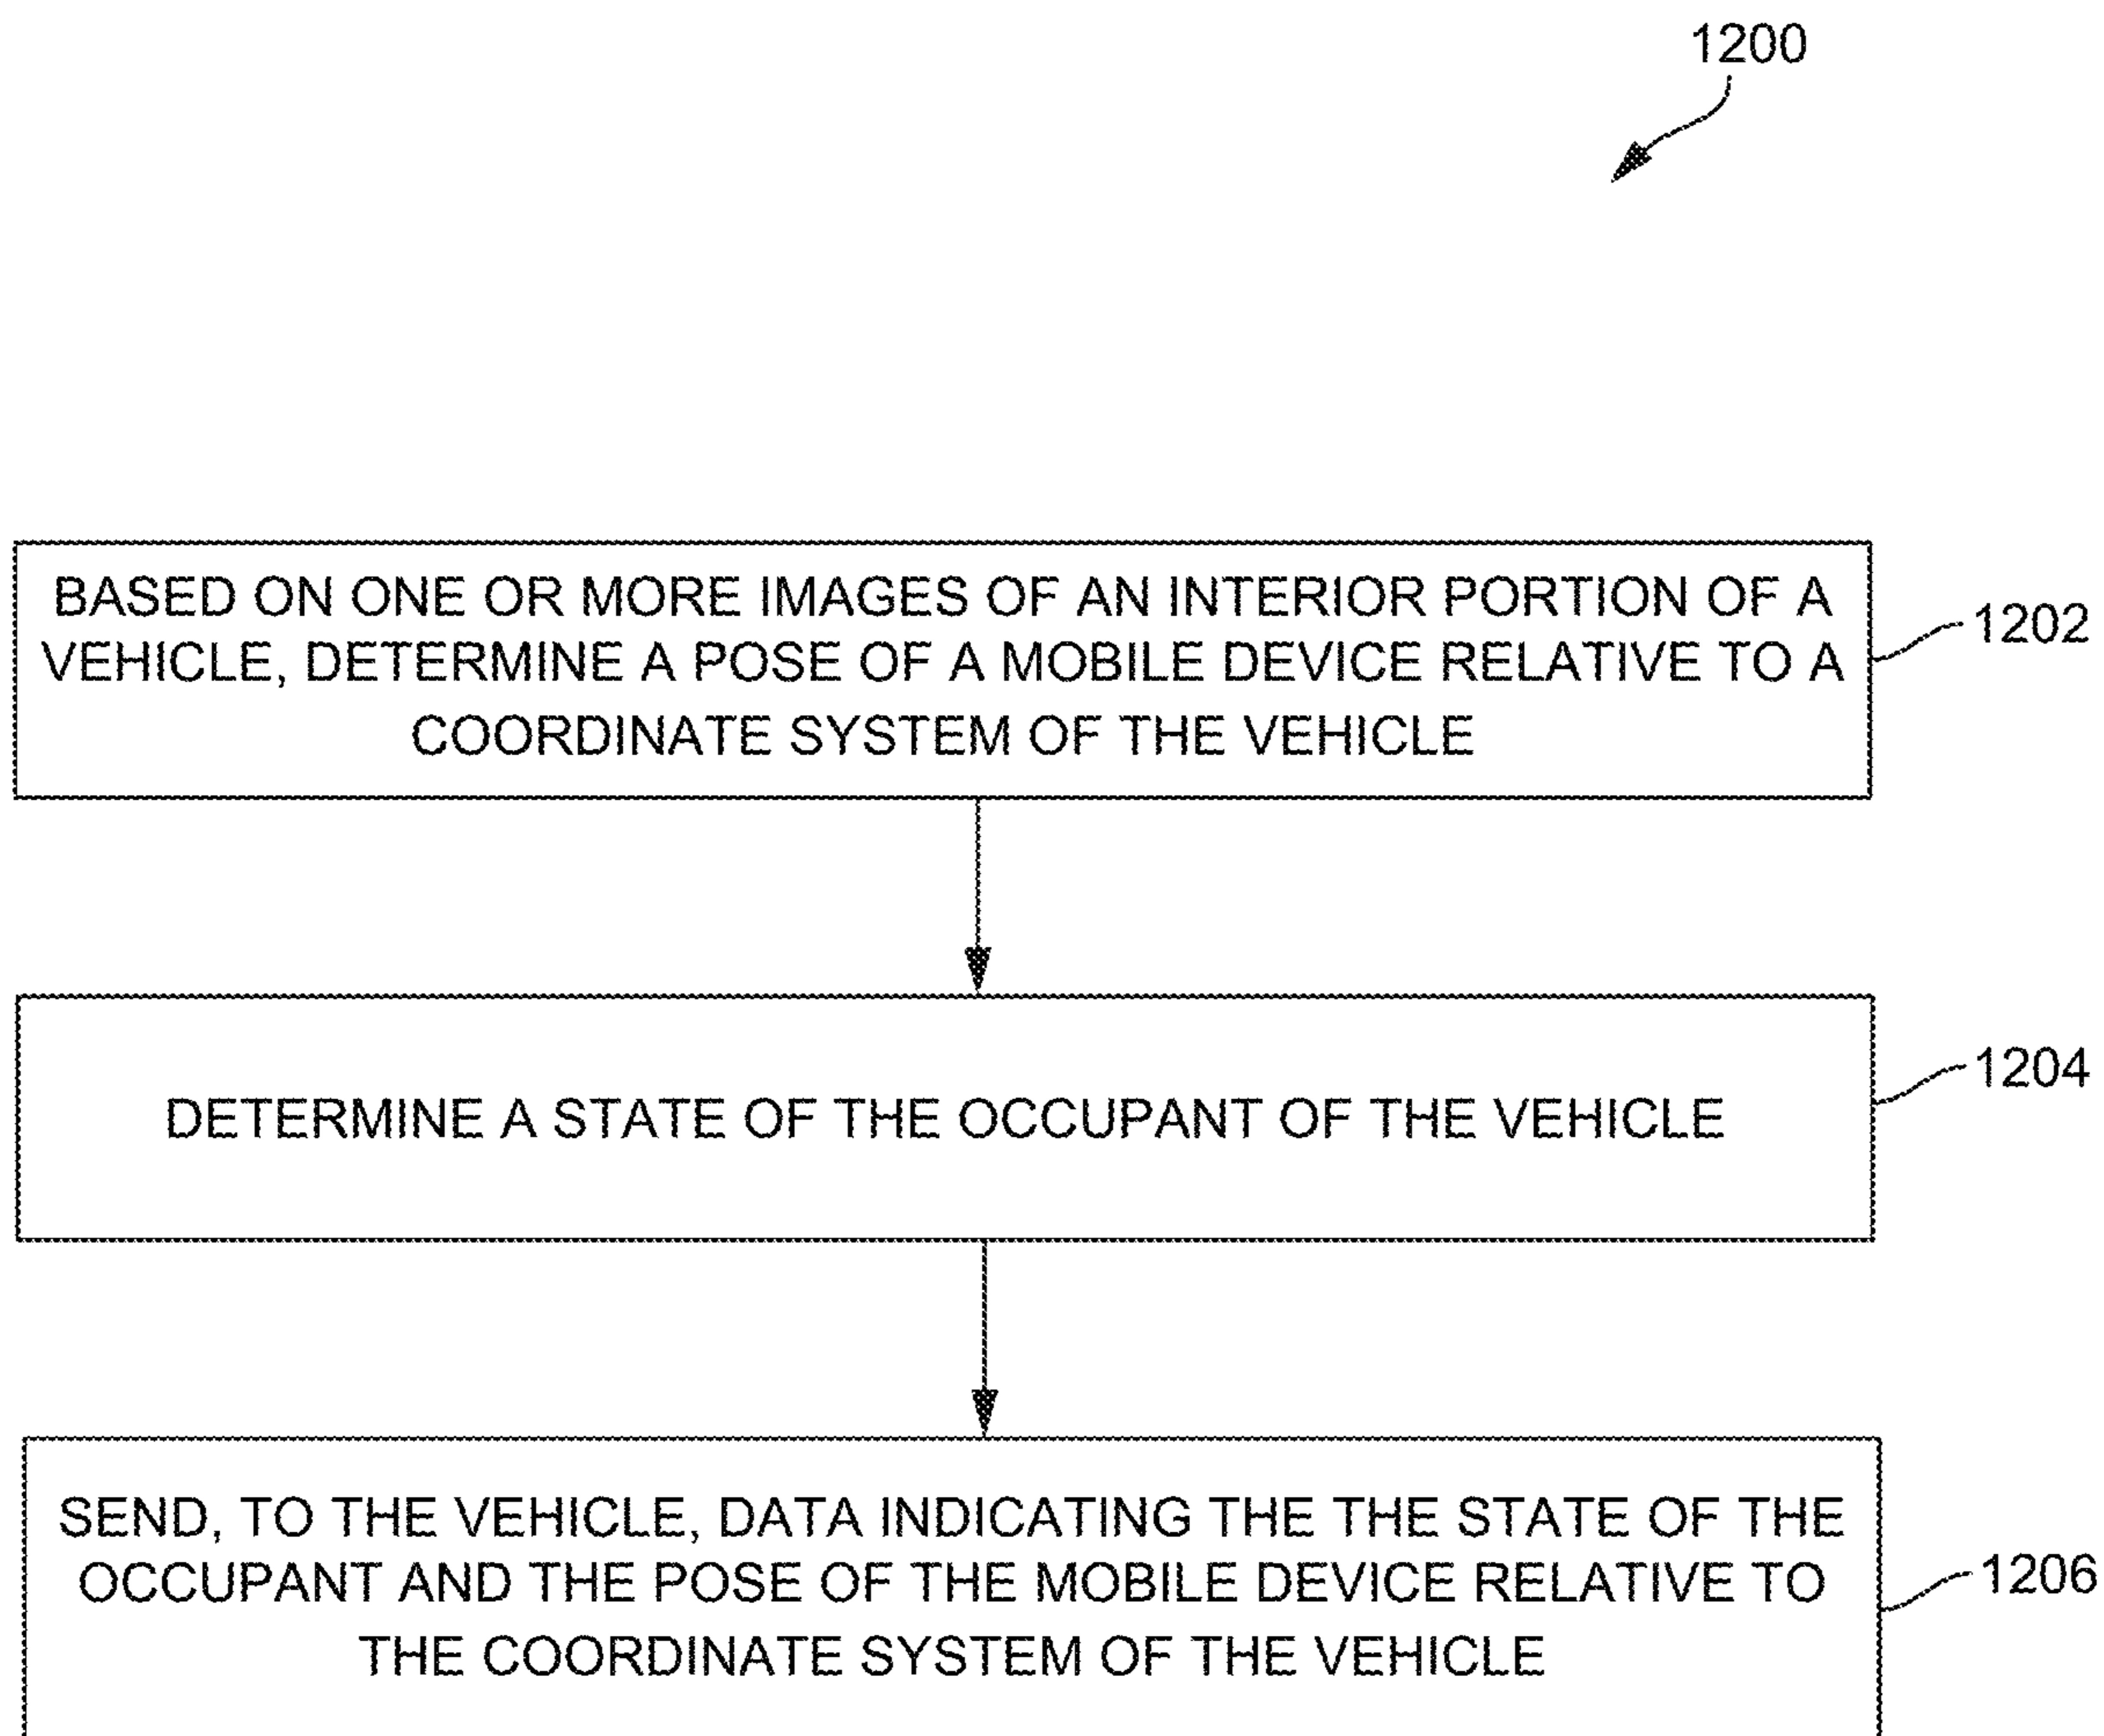 1200
BASED ON ONE OR MORE IMAGES OF AN INTERIOR PORTION OF A
VEHICLE, DETERMINE A POSE OF A MOBILE DEVICE RELATIVE TO A
COORDINATE SYSTEM OF THE VEHICLE
1202
DETERMINE A STATE OF THE OCCUPANT OF THE VEHICLE
1204
SEND, TO THE VEHICLE, DATA INDICATING THE THE STATE OF THE
OCCUPANT AND THE POSE OF THE MOBILE DEVICE RELATIVE TO
THE COORDINATE SYSTEM OF THE VEHICLE
1206